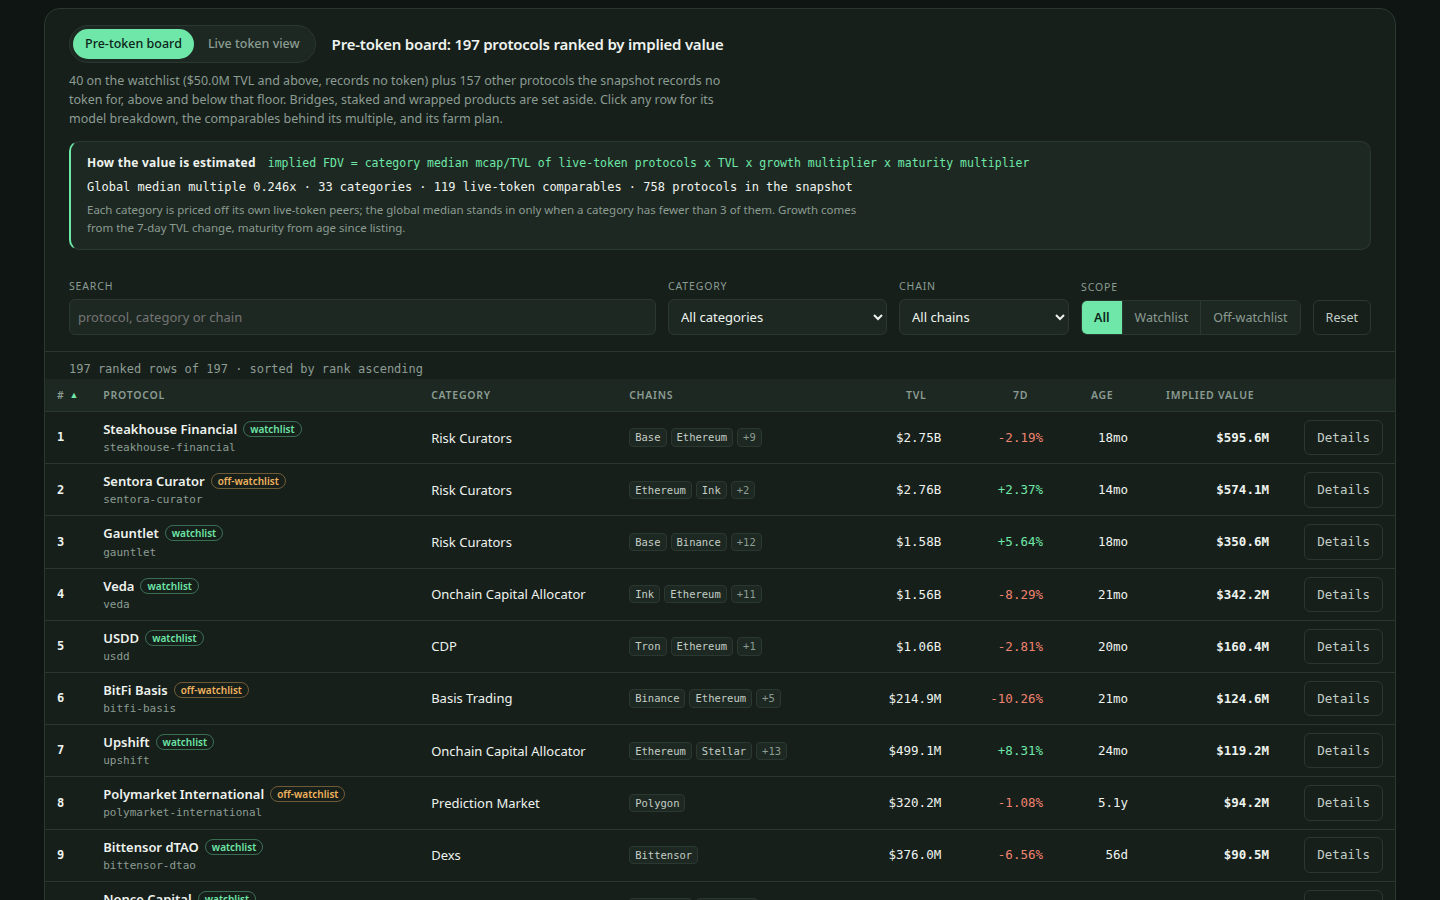 Pre-token board Live token view Pre-token board: 197 protocols ranked by implied value
40 on the watchlist ($50.0M TVL and above, records no token) plus 157 other protocols the snapshot records no
token for, above and below that floor. Bridges, staked and wrapped products are set aside. Click any row for its
model breakdown, the comparables behind its multiple, and its farm plan.
How the value is estimated implied FDV = category median mcap/TVL of live-token protocols x TVL x growth multiplier x maturity multiplier
Global median multiple 0.246x · 33 categories · 119 live-token comparables · 758 protocols in the snapshot
Each category is priced off its own live-token peers; the global median stands in only when a category has fewer than 3 of them. Growth comes
from the 7-day TVL change, maturity from age since listing.
SEARCH CATEGORY CHAIN SCOPE
protocol, category or chain All categories All chains All Watchlist Off-watchlist Reset
197 ranked rows of 197 · sorted by rank ascending
# ▲ PROTOCOL CATEGORY CHAINS TVL 7D AGE IMPLIED VALUE
1 Steakhouse Financial watchlist Risk Curators Base Ethereum +9 $2.75B -2.19% 18mo $595.6M Details
steakhouse-financial
2 Sentora Curator off-watchlist Risk Curators Ethereum Ink +2 $2.76B +2.37% 14mo $574.1M Details
sentora-curator
3 Gauntlet watchlist Risk Curators Base Binance +12 $1.58B +5.64% 18mo $350.6M Details
gauntlet
4 Veda watchlist Onchain Capital Allocator Ink Ethereum +11 $1.56B -8.29% 21mo $342.2M Details
veda
5 USDD watchlist CDP Tron Ethereum +1 $1.06B -2.81% 20mo $160.4M Details
usdd
6 BitFi Basis off-watchlist Basis Trading Binance Ethereum +5 $214.9M -10.26% 21mo $124.6M Details
bitfi-basis
7 Upshift watchlist Onchain Capital Allocator Ethereum Stellar +13 $499.1M +8.31% 24mo $119.2M Details
upshift
8 Polymarket International off-watchlist Prediction Market Polygon $320.2M -1.08% 5.1y $94.2M Details
polymarket-international
9 Bittensor dTAO watchlist Dexs Bittensor $376.0M -6.56% 56d $90.5M Details
bittensor-dtao
Nonce Capital watchlist